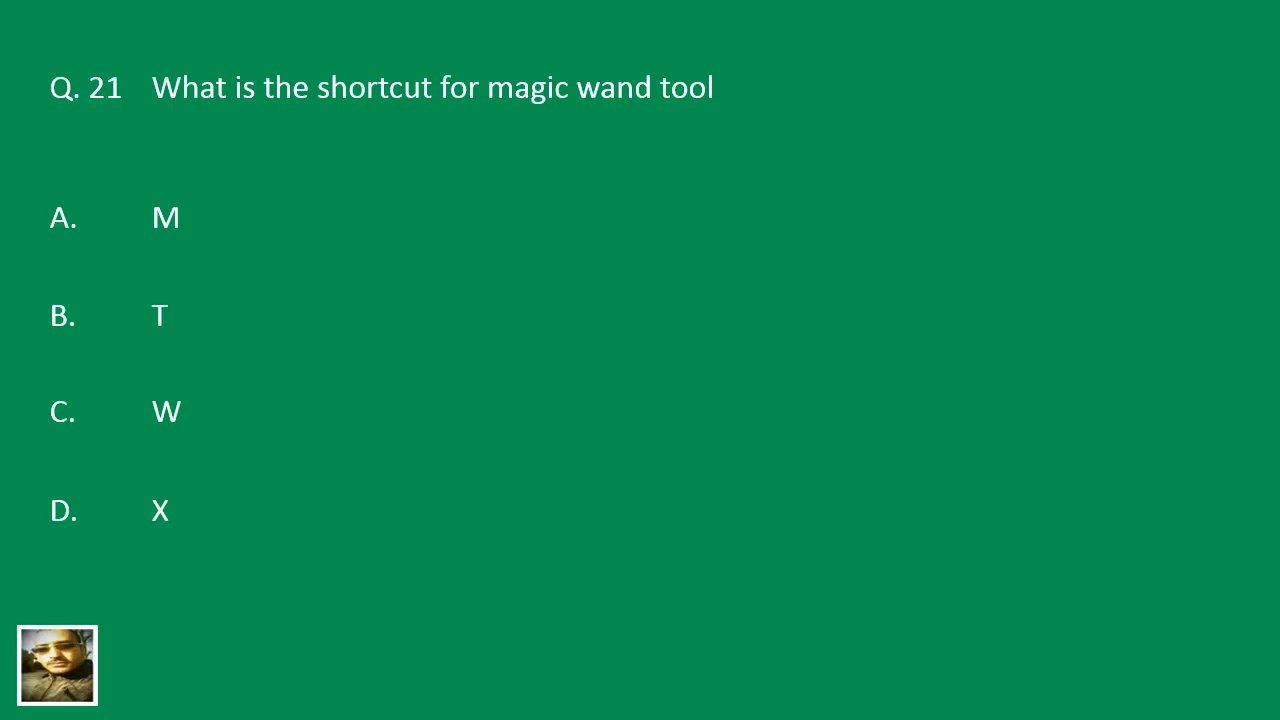 Q. 21 What is the shortcut for magic wand tool
A. M
B. T
C. W
D. X